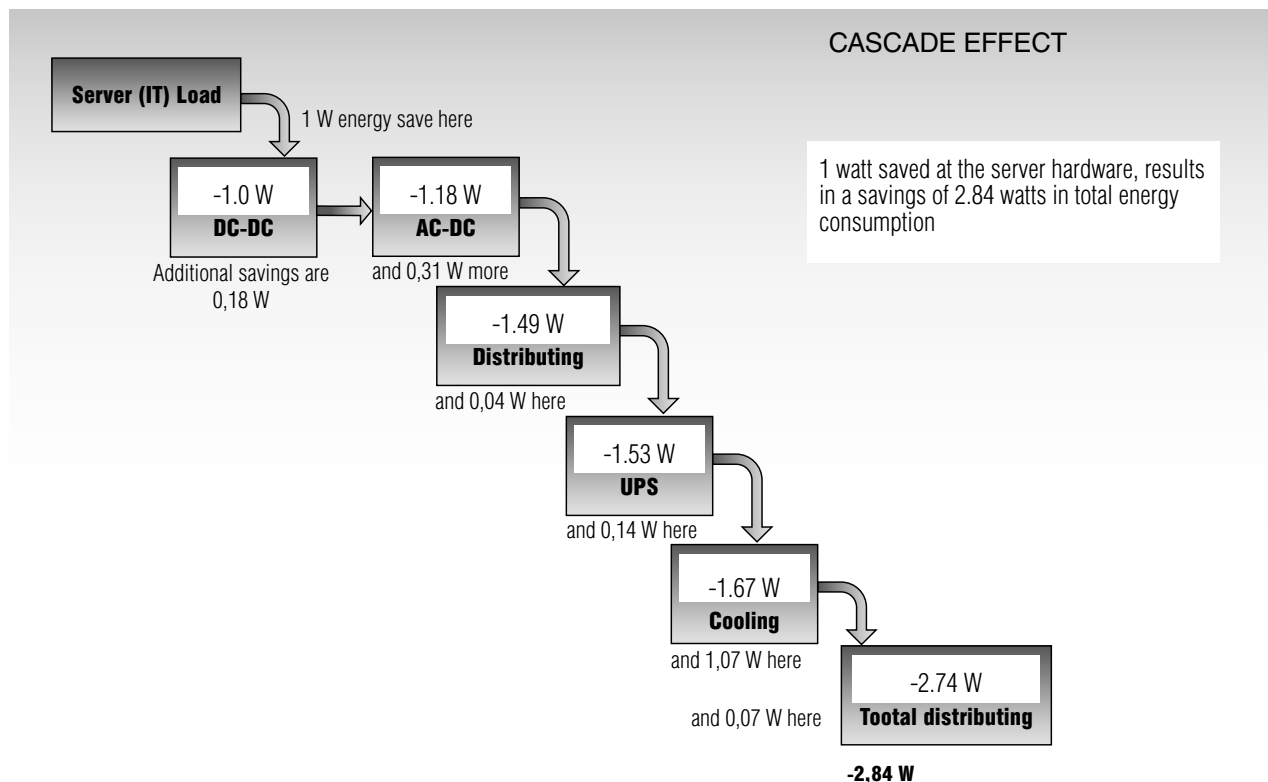 CASCADE EFFECT
Server (IT) Load
1 W energy save here
1 watt saved at the server hardware, results
in a savings of 2.84 watts in total energy
consumption
-1.0 W
DC-DC
-1.18 W
AC-DC
Additional savings are
0,18 W
and 0,31 W more
-1.49 W
Distributing
and 0,04 W here
-1.53 W
UPS
and 0,14 W here
-1.67 W
Cooling
and 1,07 W here
-2.74 W
Tootal distributing
and 0,07 W here
-2,84 W